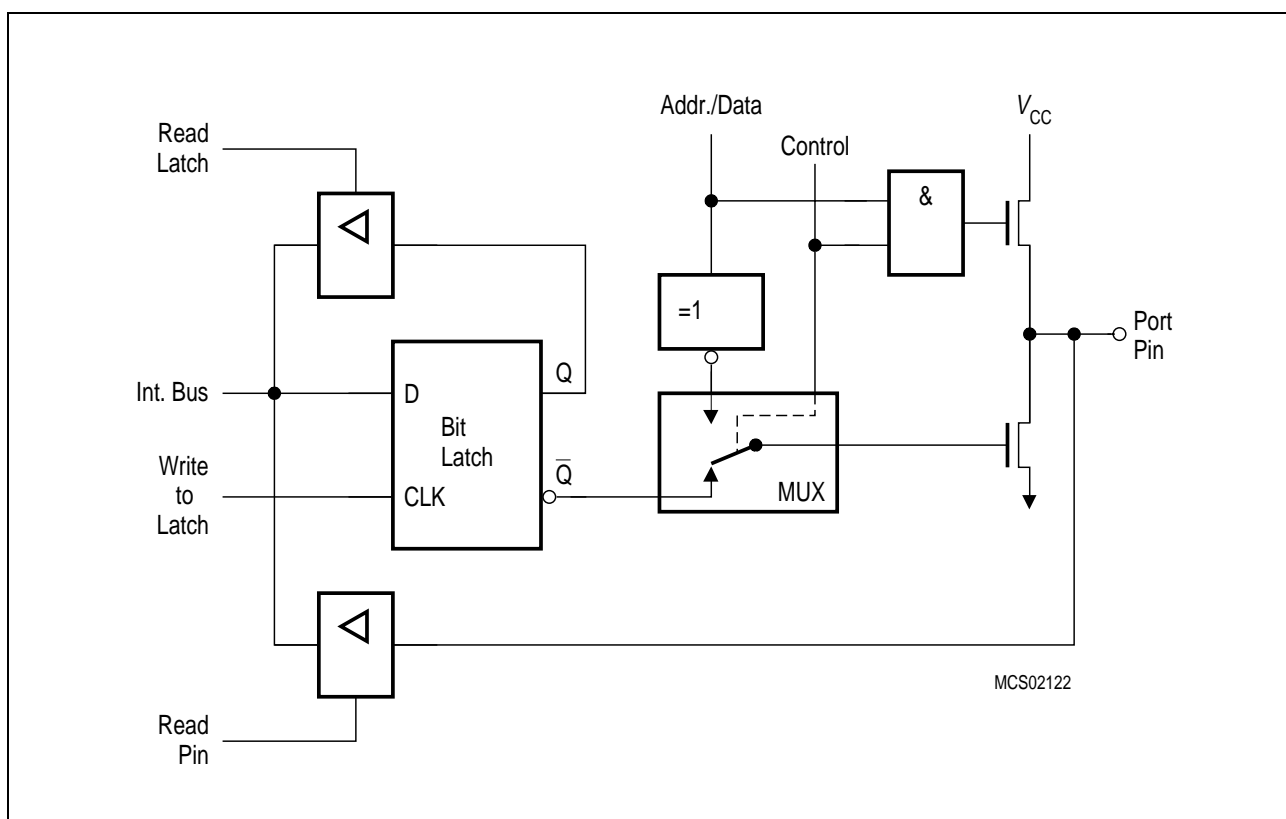 Addr./Data
V CC
Control
Read
Latch
&
=1
Port
Pin
Int. Bus
D
Q
Bit
Latch
Write
to
Latch
CLK
Q̅
MUX
Read
Pin
MCS02122